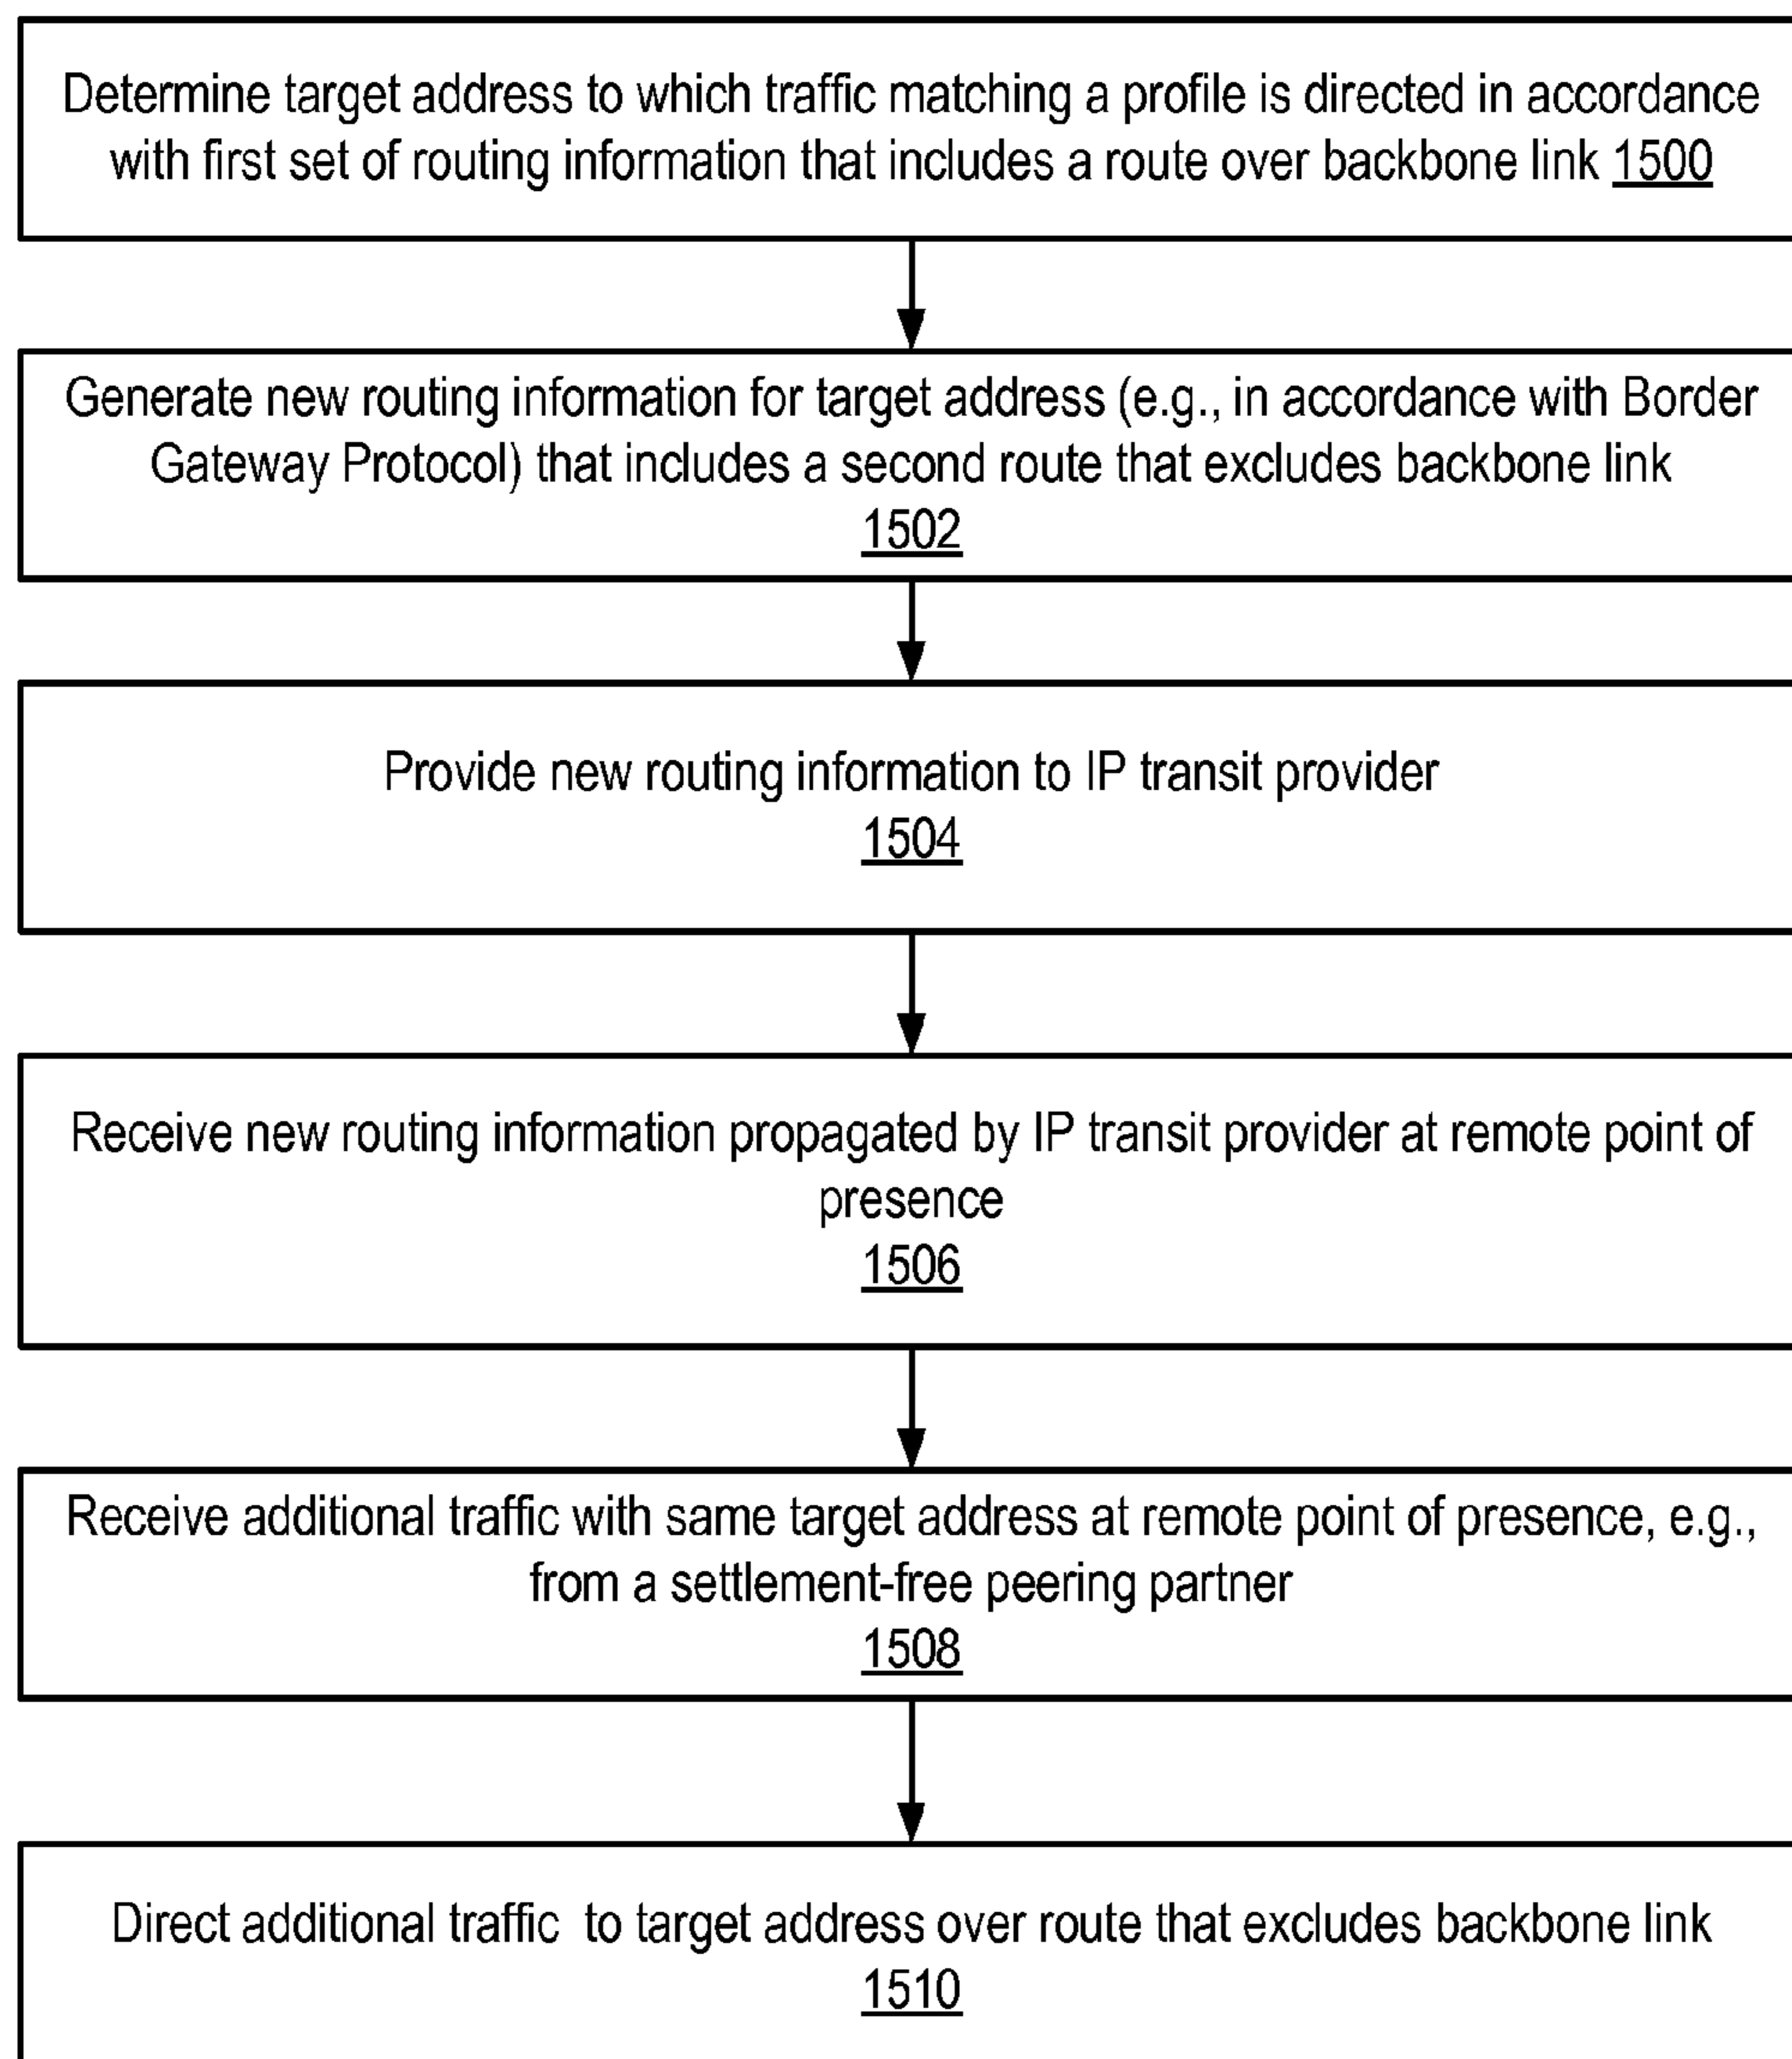 Determine target address to which traffic matching a profile is directed in accordance
with first set of routing information that includes a route over backbone link 1500
Generate new routing information for target address (e.g., in accordance with Border
Gateway Protocol) that includes a second route that excludes backbone link
1502
Provide new routing information to IP transit provider
1504
Receive new routing information propagated by IP transit provider at remote point of
presence
1506
Receive additional traffic with same target address at remote point of presence, e.g.,
from a settlement-free peering partner
1508
Direct additional traffic to target address over route that excludes backbone link
1510